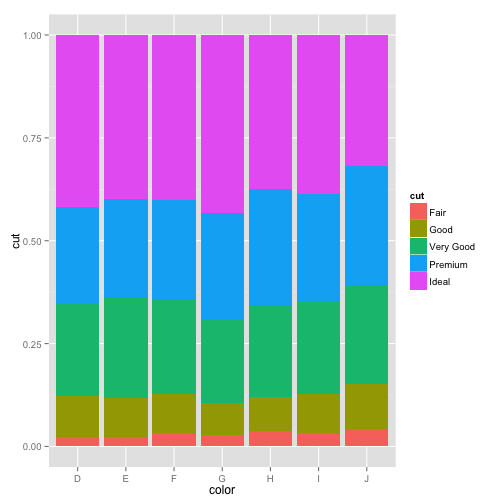 1.00
0.75
0.50
0.25
0.00
cut
D E F G H I J
color
cut
Fair
Good
Very Good
Premium
Ideal